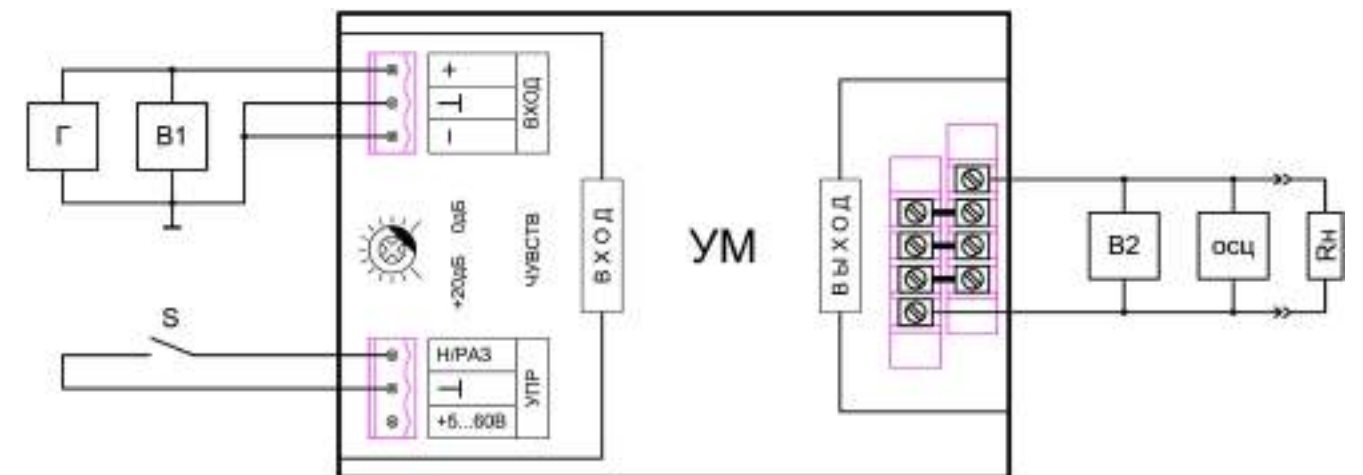 Г
В1
+
⊥
–
ВХОД
0дБ
+20дБ
ЧУВСТВ
ВХОД
S
Н/РАЗ
⊥
+5...60В
УПР
УМ
ВЫХОД
В2
осц
Rн